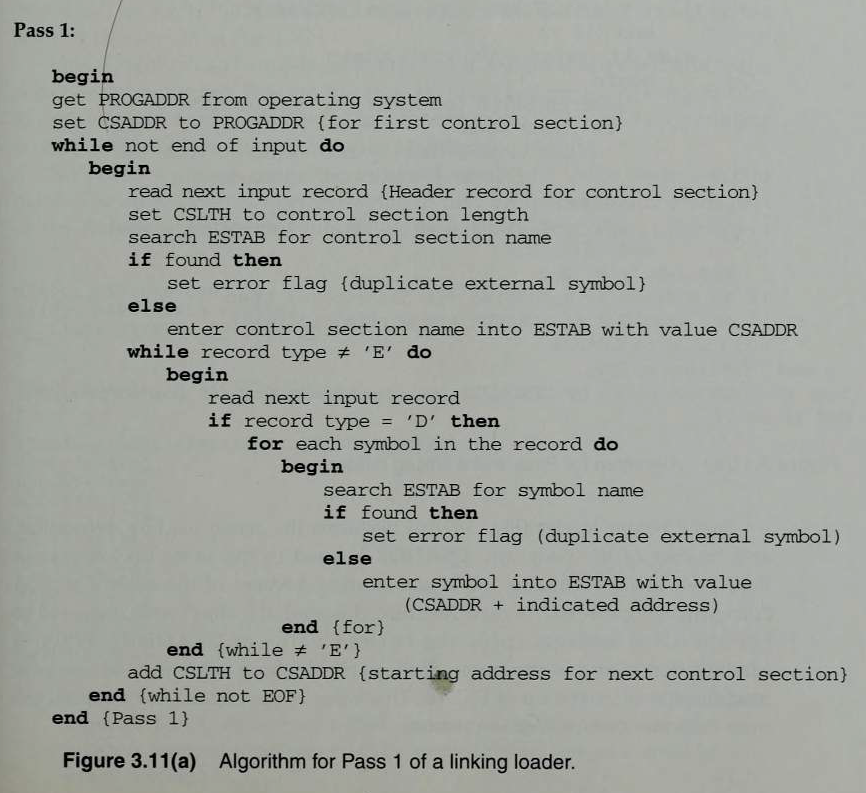 Pass 1:
begin
get PROGADDR from operating system
set CSADDR to PROGADDR {for first control section}
while not end of input do
begin
read next input record {Header record for control section}
set CSLTH to control section length
search ESTAB for control section name
if found then
set error flag {duplicate external symbol}
else
enter control section name into ESTAB with value CSADDR
while record type ≠ 'E' do
begin
read next input record
if record type = 'D' then
for each symbol in the record do
begin
search ESTAB for symbol name
if found then
set error flag (duplicate external symbol)
else
enter symbol into ESTAB with value
(CSADDR + indicated address)
end {for}
end {while ≠ 'E'}
add CSLTH to CSADDR {starting address for next control section}
end {while not EOF}
end {Pass 1}
Figure 3.11(a) Algorithm for Pass 1 of a linking loader.